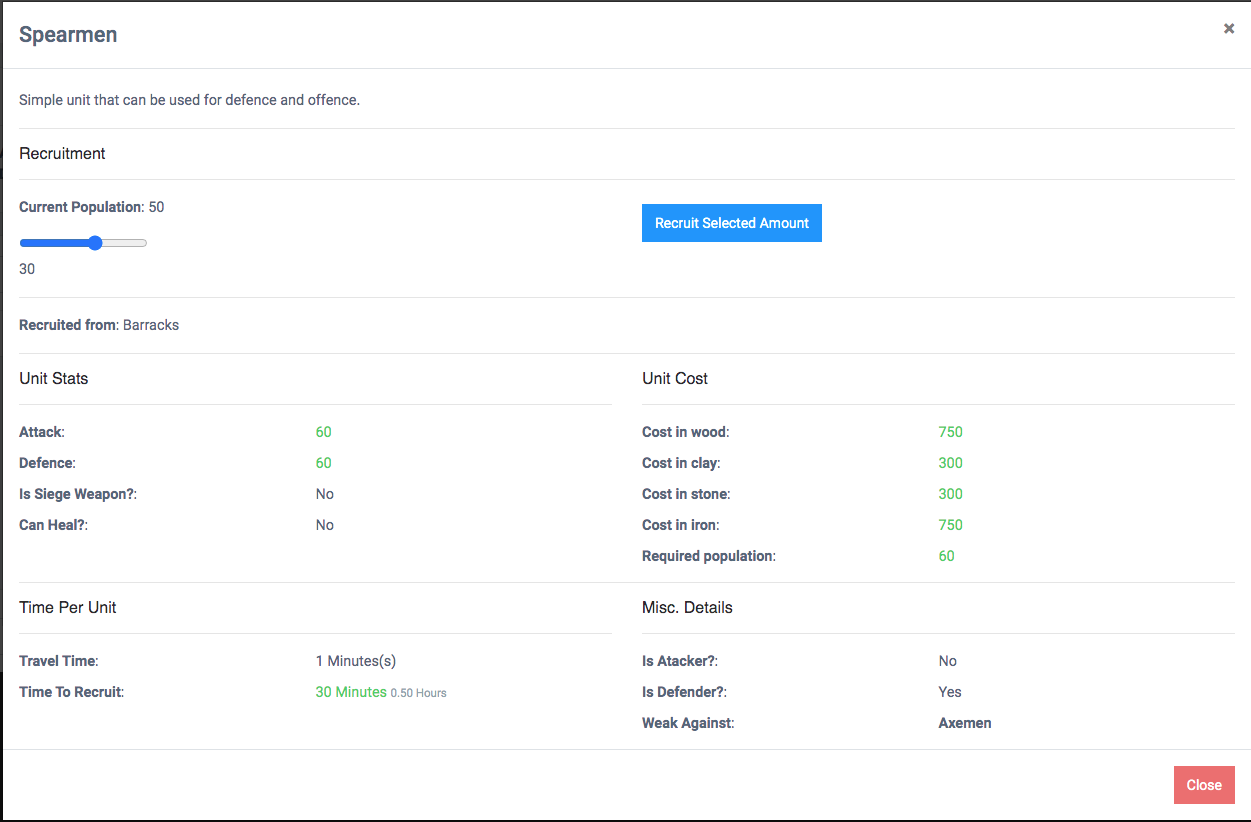 Spearmen
×
Simple unit that can be used for defence and offence.
Recruitment
Current Population: 50
Recruit Selected Amount
30
Recruited from: Barracks
Unit Stats
Attack: 60
Defence: 60
Is Siege Weapon?: No
Can Heal?: No
Unit Cost
Cost in wood: 750
Cost in clay: 300
Cost in stone: 300
Cost in iron: 750
Required population: 60
Time Per Unit
Travel Time: 1 Minutes(s)
Time To Recruit: 30 Minutes 0.50 Hours
Misc. Details
Is Atacker?: No
Is Defender?: Yes
Weak Against: Axemen
Close